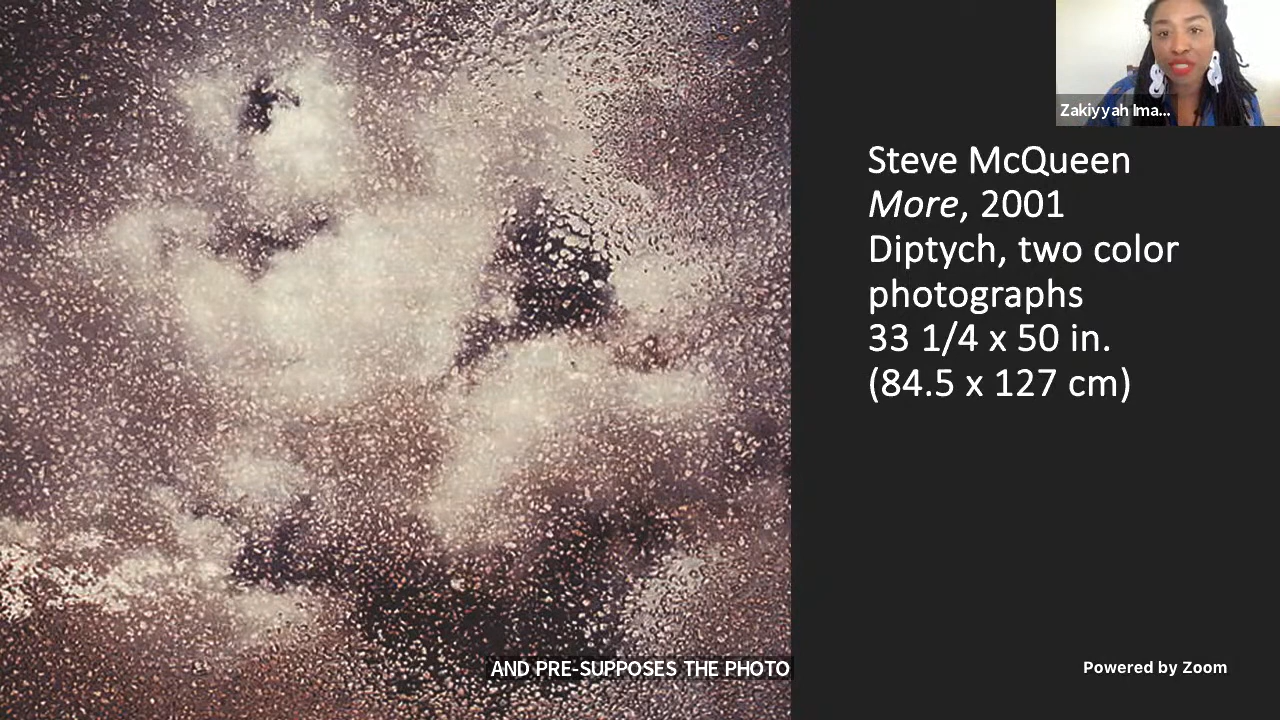 Zakiyyah Ima...
Steve McQueen
More, 2001
Diptych, two color
photographs
33 1/4 x 50 in.
(84.5 x 127 cm)
AND PRE-SUPPOSES THE PHOTO
Powered by Zoom